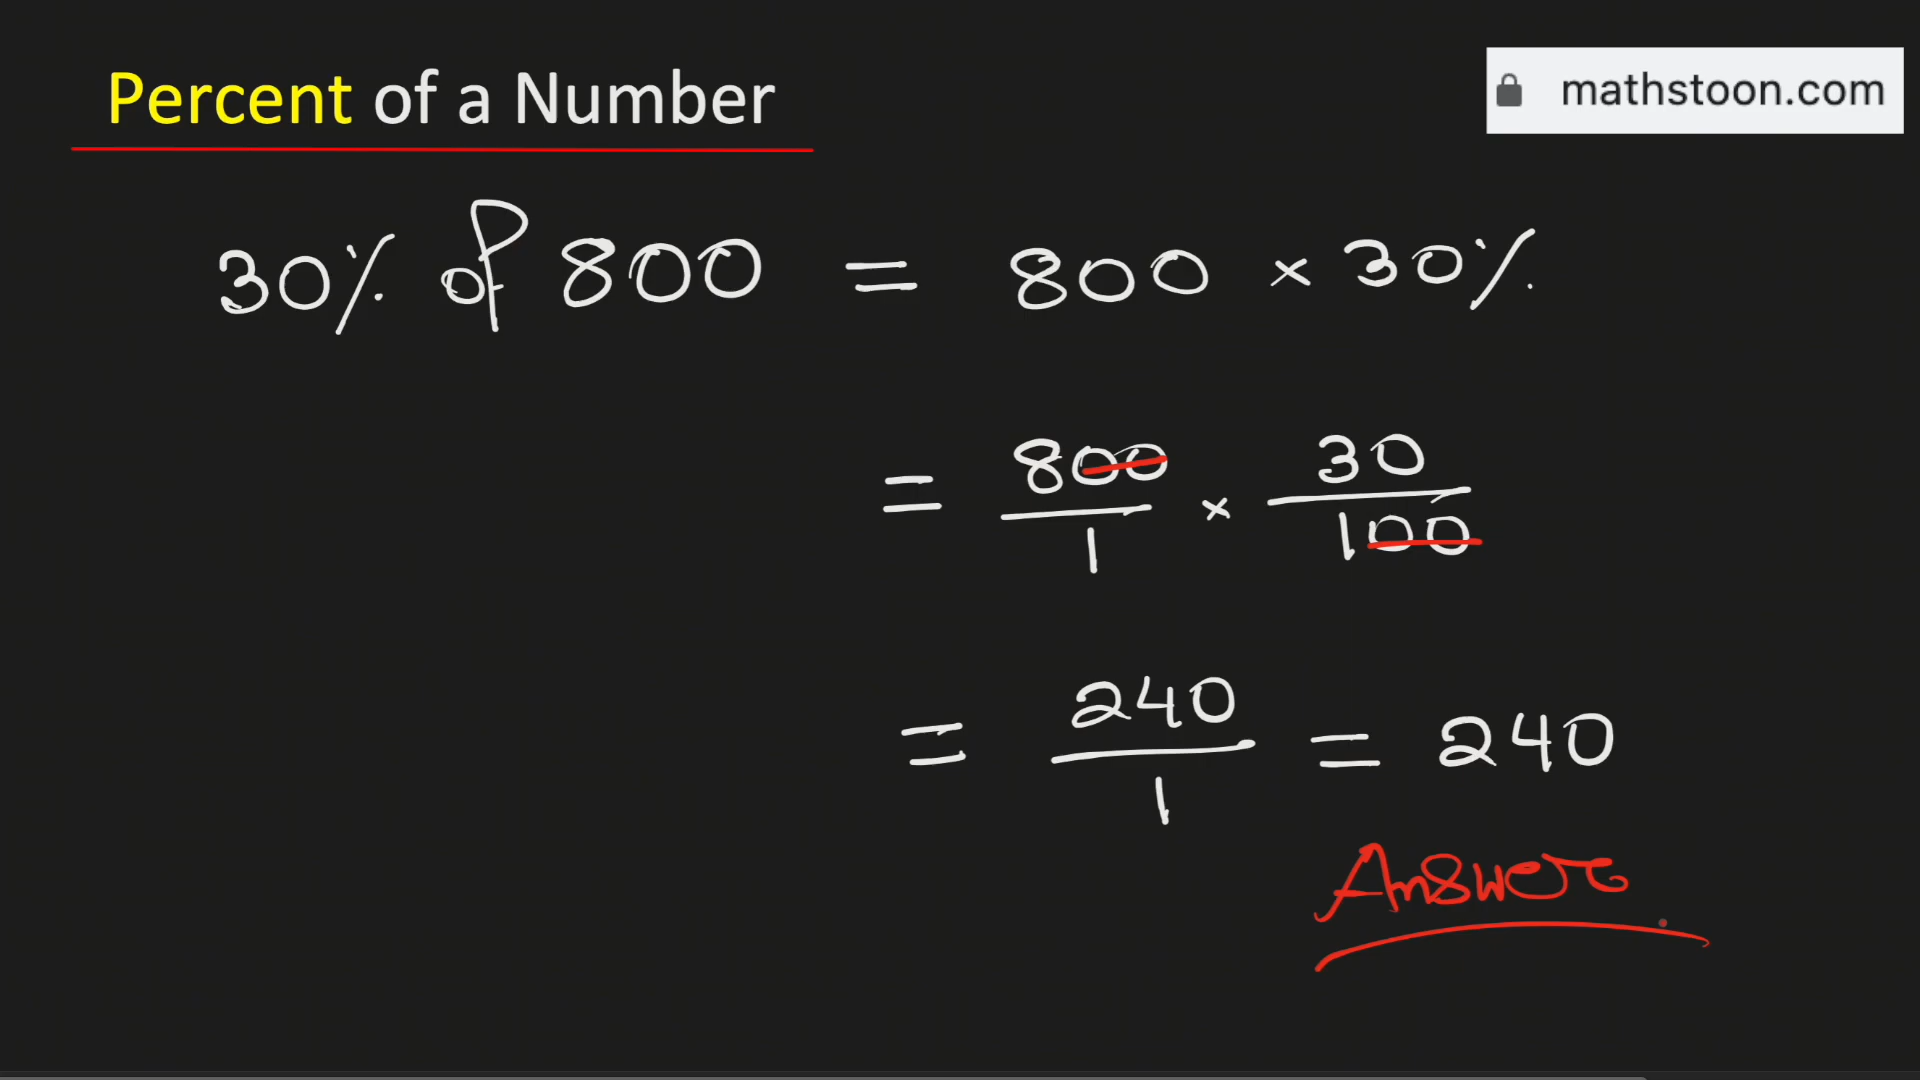 Percent of a Number
mathstoon.com
30% of 800 = 800 × 30%
= 800/1 × 30/100
= 240/1 = 240
Answer